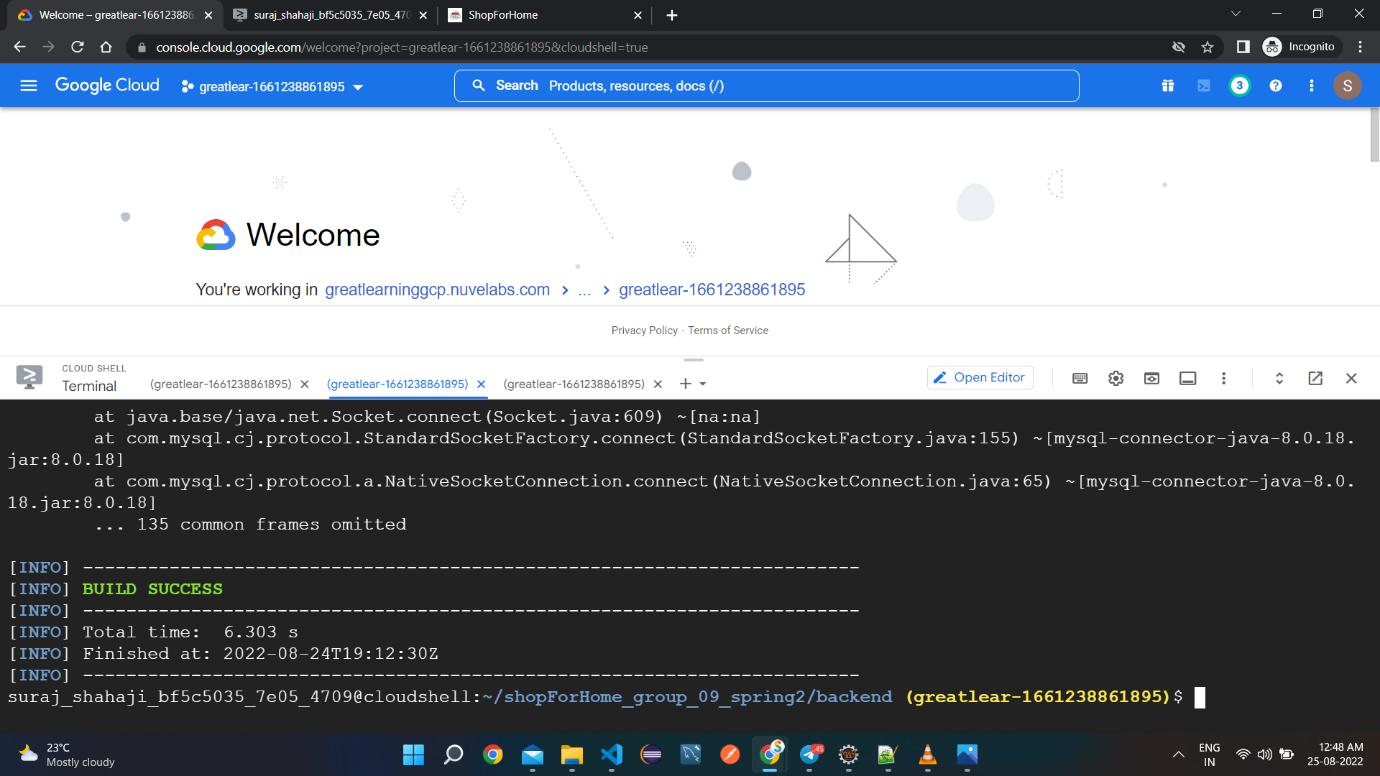 Welcome – greatlear-166123886
suraj_shahaji_bf5c5035_7e05_470
ShopForHome
console.cloud.google.com/welcome?project=greatlear-1661238861895&cloudshell=true
Incognito
Google Cloud
greatlear-1661238861895
Search Products, resources, docs (/)
3
S
Welcome
You're working in greatlearninggcp.nuvelabs.com > ... > greatlear-1661238861895
Privacy Policy · Terms of Service
CLOUD SHELL
Terminal
(greatlear-1661238861895)
(greatlear-1661238861895)
(greatlear-1661238861895)
Open Editor
at java.base/java.net.Socket.connect(Socket.java:609) ~[na:na]
at com.mysql.cj.protocol.StandardSocketFactory.connect(StandardSocketFactory.java:155) ~[mysql-connector-java-8.0.18.
jar:8.0.18]
at com.mysql.cj.protocol.a.NativeSocketConnection.connect(NativeSocketConnection.java:65) ~[mysql-connector-java-8.0.
18.jar:8.0.18]
... 135 common frames omitted
[INFO] ------------------------------------------------------------------------
[INFO] BUILD SUCCESS
[INFO] ------------------------------------------------------------------------
[INFO] Total time:  6.303 s
[INFO] Finished at: 2022-08-24T19:12:30Z
[INFO] ------------------------------------------------------------------------
suraj_shahaji_bf5c5035_7e05_4709@cloudshell:~/shopForHome_group_09_spring2/backend (greatlear-1661238861895)$
23°C
Mostly cloudy
45
ENG
IN
12:48 AM
25-08-2022